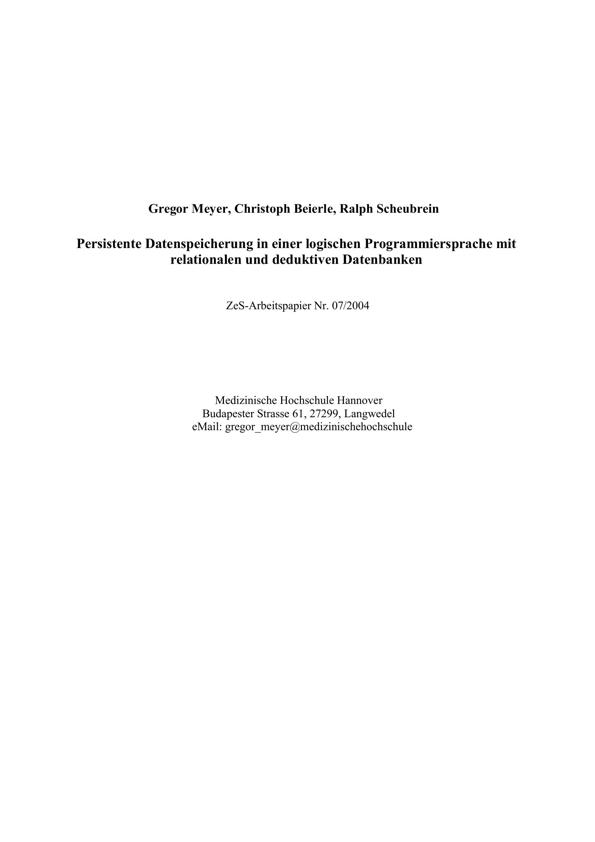 Gregor Meyer, Christoph Beierle, Ralph Scheubrein
Persistente Datenspeicherung in einer logischen Programmiersprache mit
relationalen und deduktiven Datenbanken
ZeS-Arbeitspapier Nr. 07/2004
Medizinische Hochschule Hannover
Budapester Strasse 61, 27299, Langwedel
eMail: gregor_meyer@medizinischehochschule